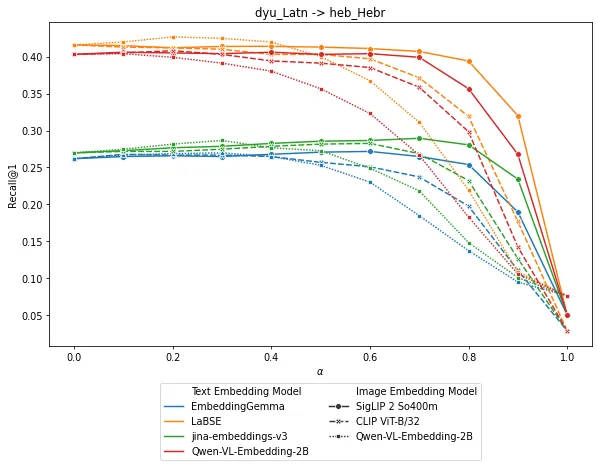 dyu_Latn -> heb_Hebr
Recall@1
0.40
0.35
0.30
0.25
0.20
0.15
0.10
0.05
0.0 0.2 0.4 0.6 0.8 1.0
α
Text Embedding Model
EmbeddingGemma
LaBSE
jina-embeddings-v3
Qwen-VL-Embedding-2B
Image Embedding Model
SigLIP 2 So400m
CLIP ViT-B/32
Qwen-VL-Embedding-2B